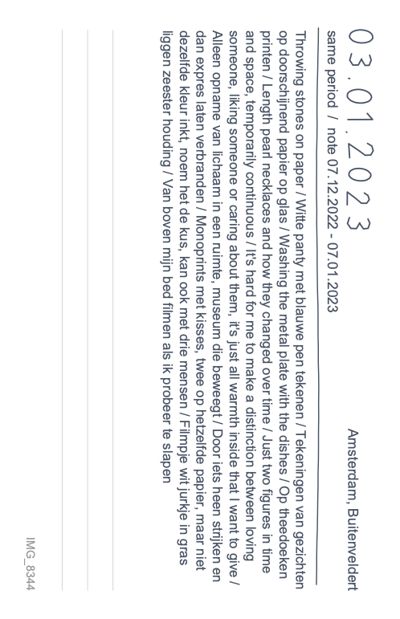 03.01.2023
Amsterdam, Buitenveldert
same period / note 07.12.2022 - 07.01.2023
Throwing stones on paper / Witte panty met blauwe pen tekenen / Tekeningen van gezichten
op doorschijnend papier op glas / Washing the metal plate with the dishes / Op theedoeken
printen / Length pearl necklaces and how they changed over time / Just two figures in time
and space, temporarily continuous / It's hard for me to make a distinction between loving
someone, liking someone or caring about them, it's just all warmth inside that I want to give /
Alleen opname van lichaam in een ruimte, museum die beweegt / Door iets heen strijken en
dan expres laten verbranden / Monoprints met kisses, twee op hetzelfde papier, maar niet
dezelfde kleur inkt, noem het de kus, kan ook met drie mensen / Filmpje wit jurkje in gras
liggen zeester houding / Van boven mijn bed filmen als ik probeer te slapen
IMG_8344